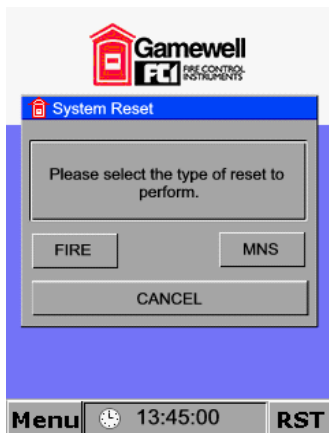 Gamewell
FCI FIRE CONTROL
INSTRUMENTS
System Reset
Please select the type of reset to
perform.
FIRE MNS
CANCEL
Menu 13:45:00 RST